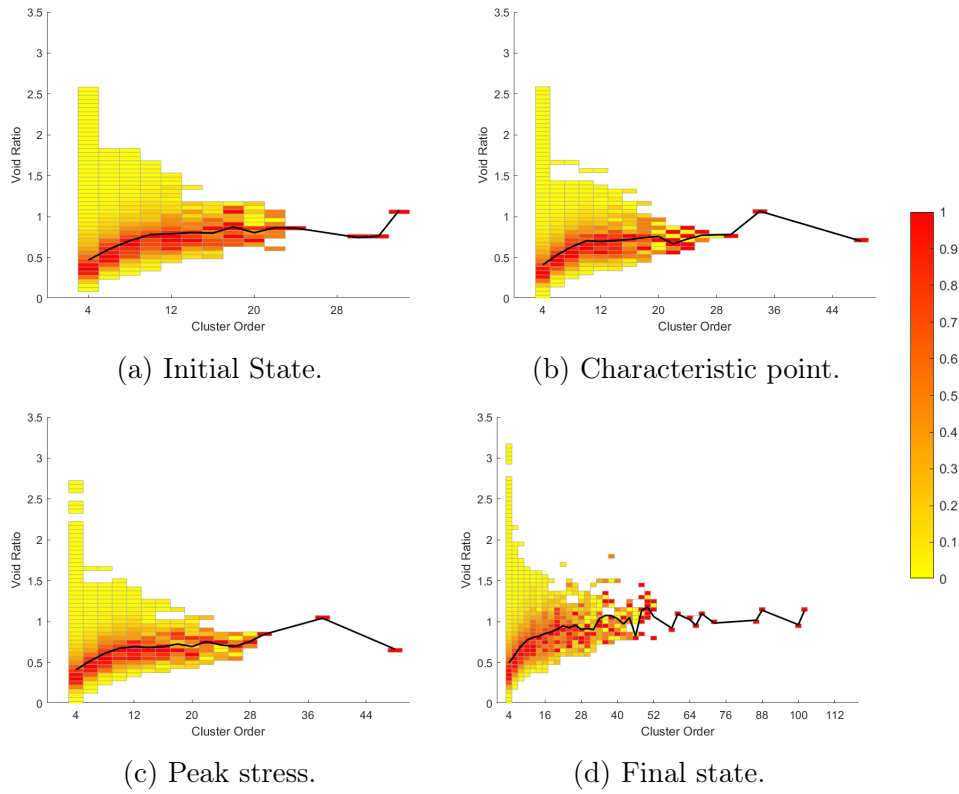 3.5
3
2.5
2
1.5
1
0.5
0
Void Ratio
4 12 20 28
Cluster Order
(a) Initial State.
3.5
3
2.5
2
1.5
1
0.5
0
Void Ratio
4 12 20 28 36 44
Cluster Order
(b) Characteristic point.
3.5
3
2.5
2
1.5
1
0.5
0
Void Ratio
4 12 20 28 36 44
Cluster Order
(c) Peak stress.
3.5
3
2.5
2
1.5
1
0.5
0
Void Ratio
4 16 28 40 52 64 76 88 100 112
Cluster Order
(d) Final state.
1
0.9
0.8
0.7
0.6
0.5
0.4
0.3
0.2
0.1
0